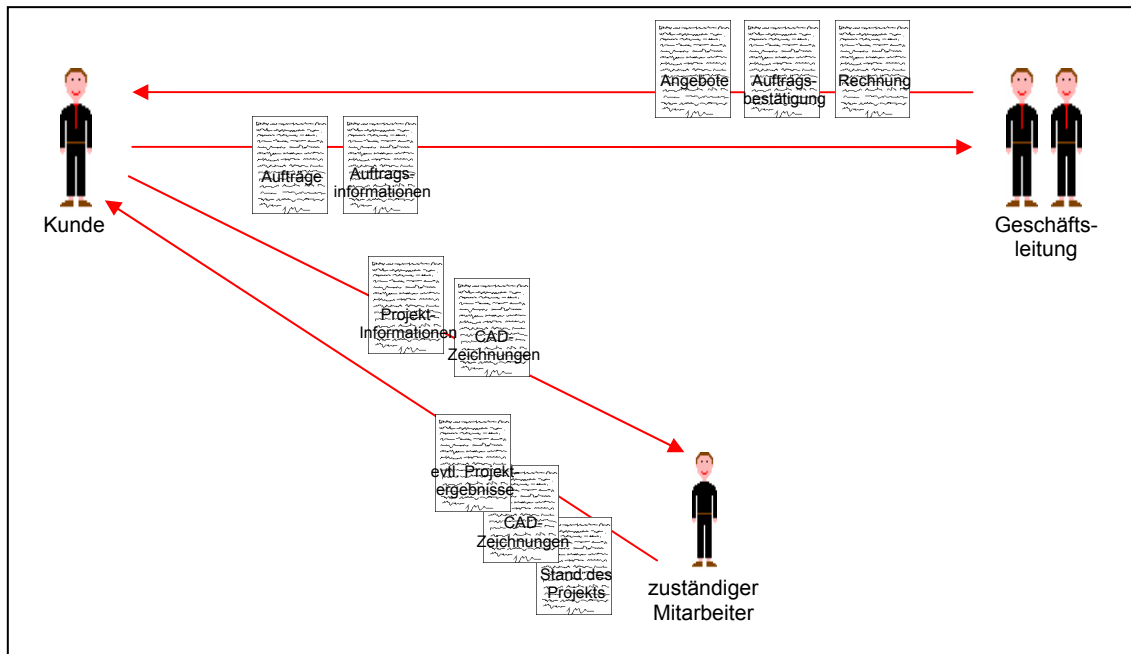 Angebote
Auftrags-
bestätigung
Rechnung
Aufträge
Auftrags-
informationen
Kunde
Geschäfts-
leitung
Projekt-
Informationen
CAD-
Zeichnungen
evtl. Projekt-
ergebnisse
CAD-
Zeichnungen
Stand des
Projekts
zuständiger
Mitarbeiter